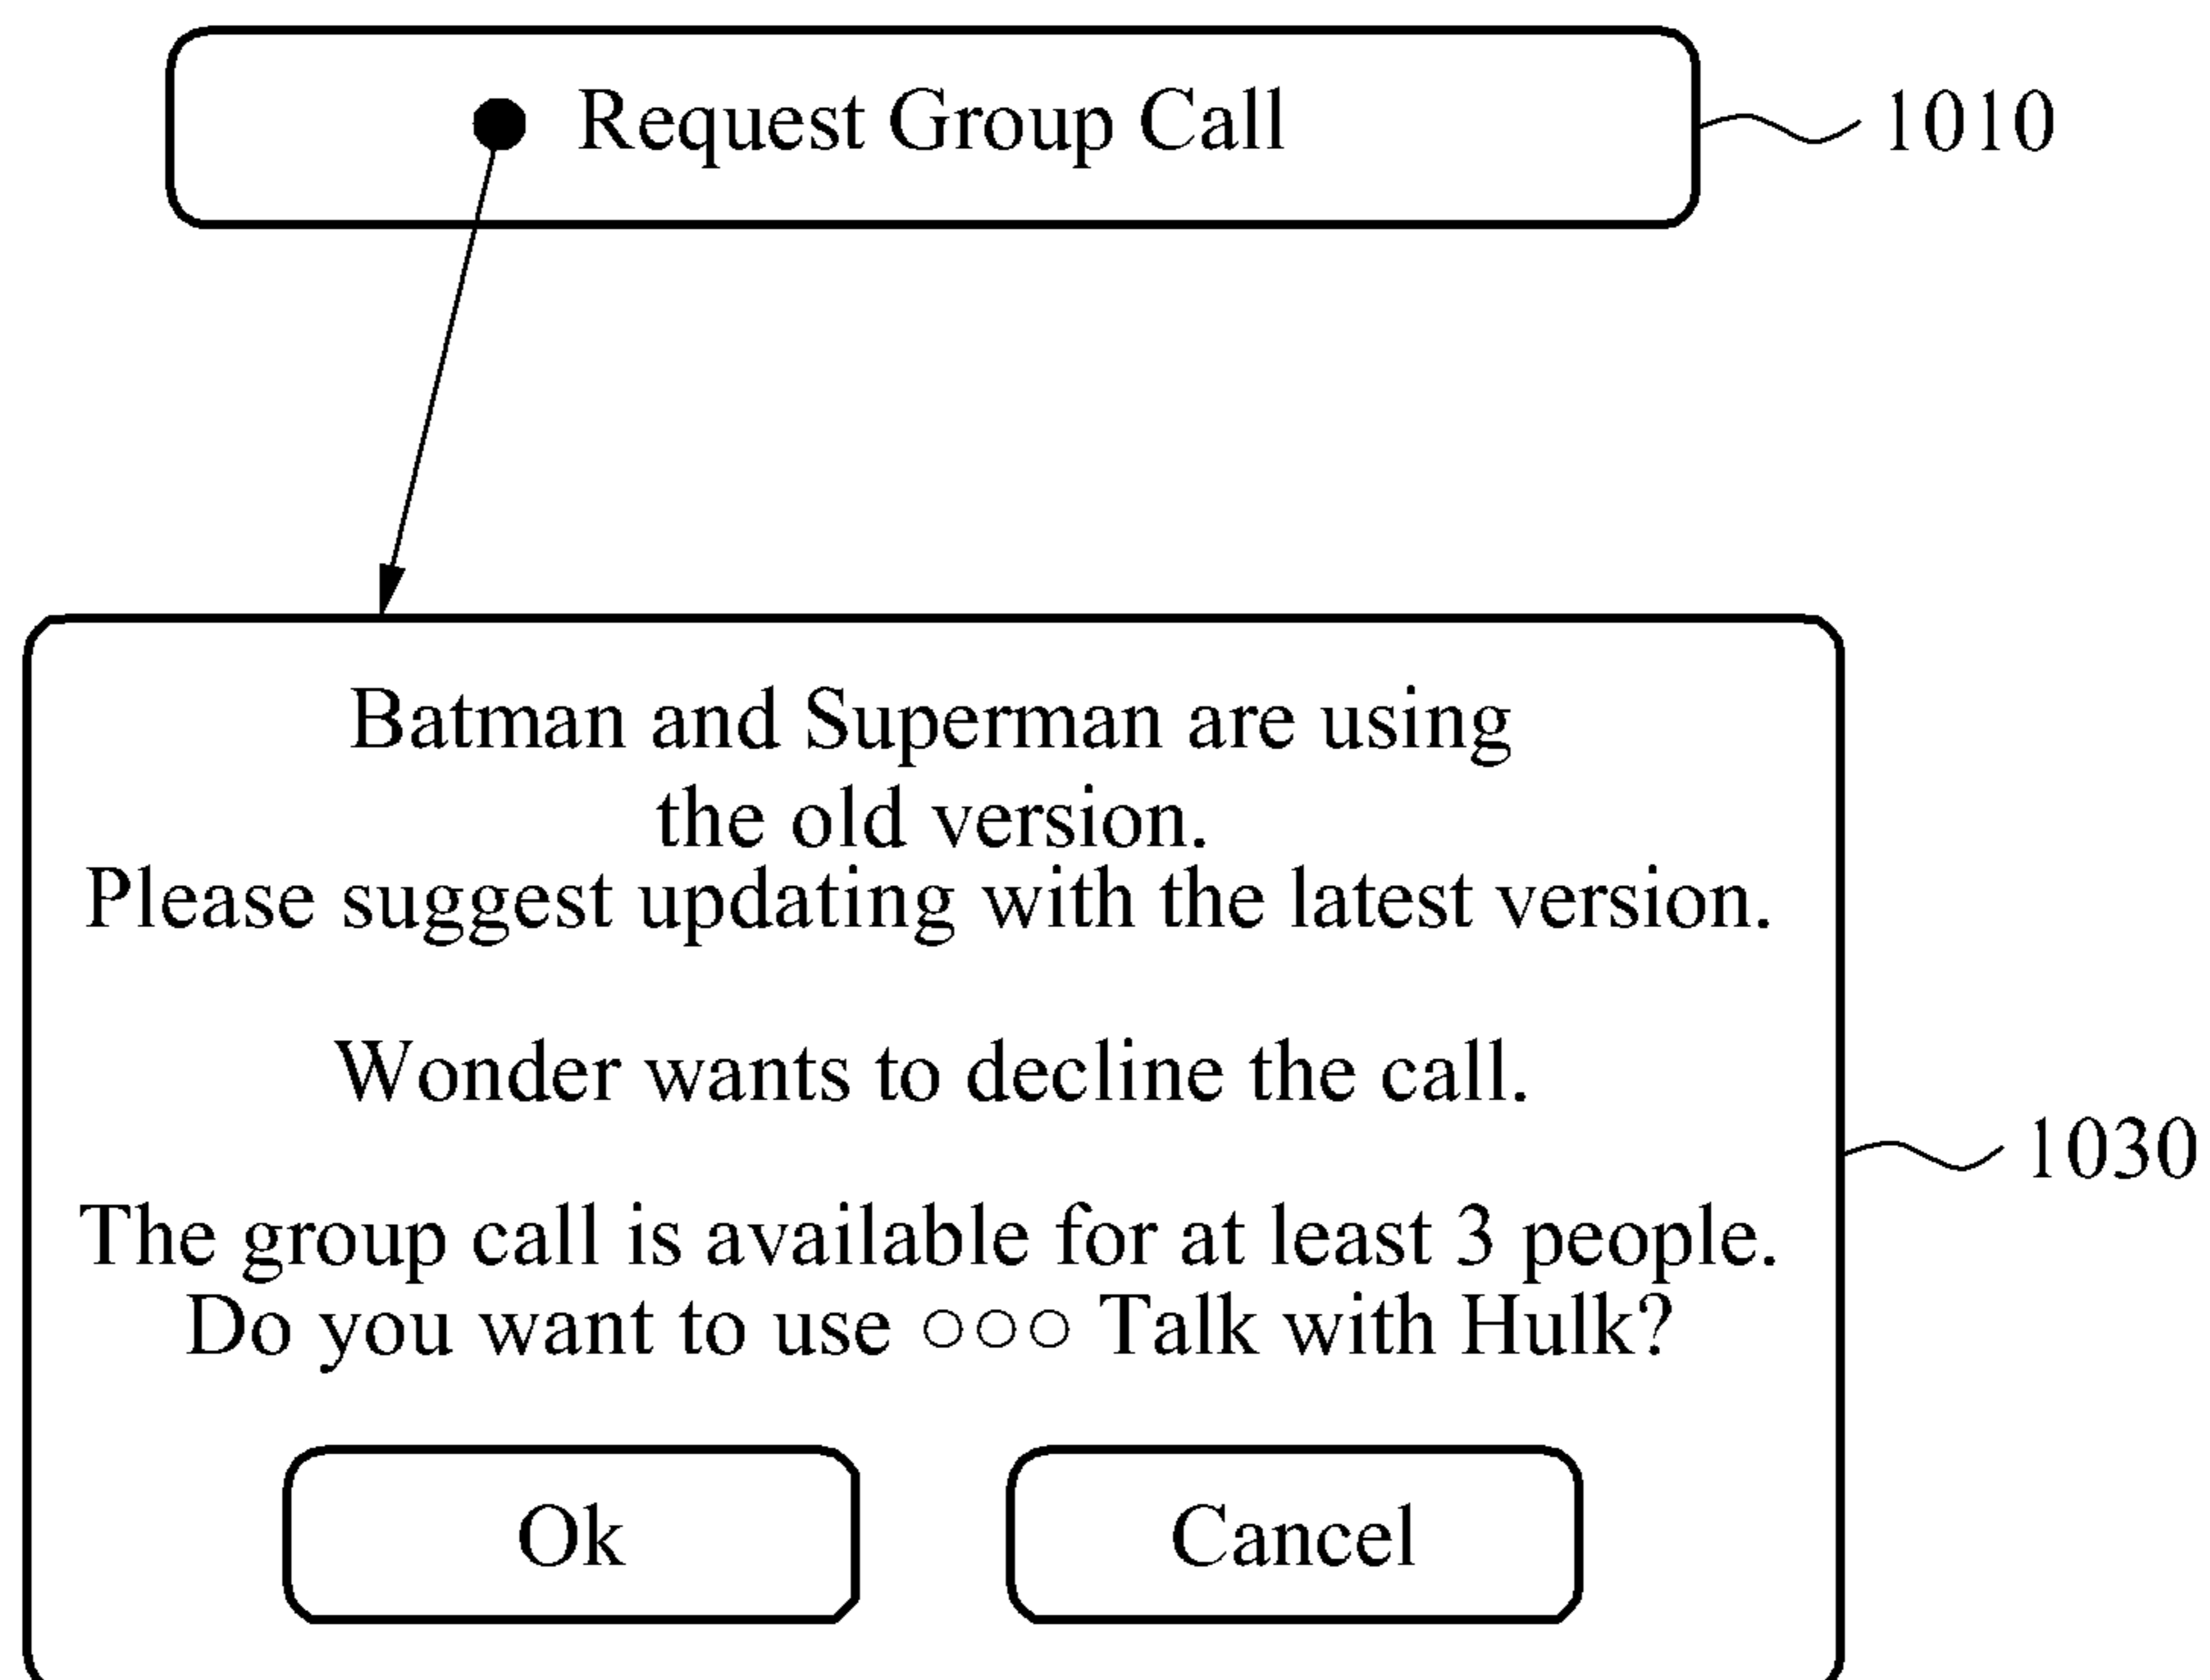 Request Group Call
1010
Batman and Superman are using
the old version.
Please suggest updating with the latest version.
Wonder wants to decline the call.
1030
The group call is available for at least 3 people.
Do you want to use ○○○ Talk with Hulk?
Ok
Cancel